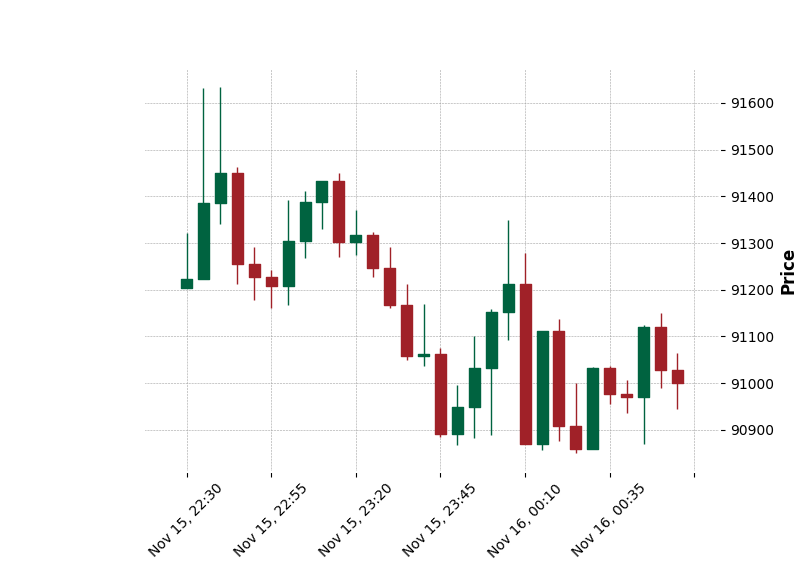 91600
91500
91400
91300
91200
91100
91000
90900
Price
Nov 15, 22:30
Nov 15, 22:55
Nov 15, 23:20
Nov 15, 23:45
Nov 16, 00:10
Nov 16, 00:35